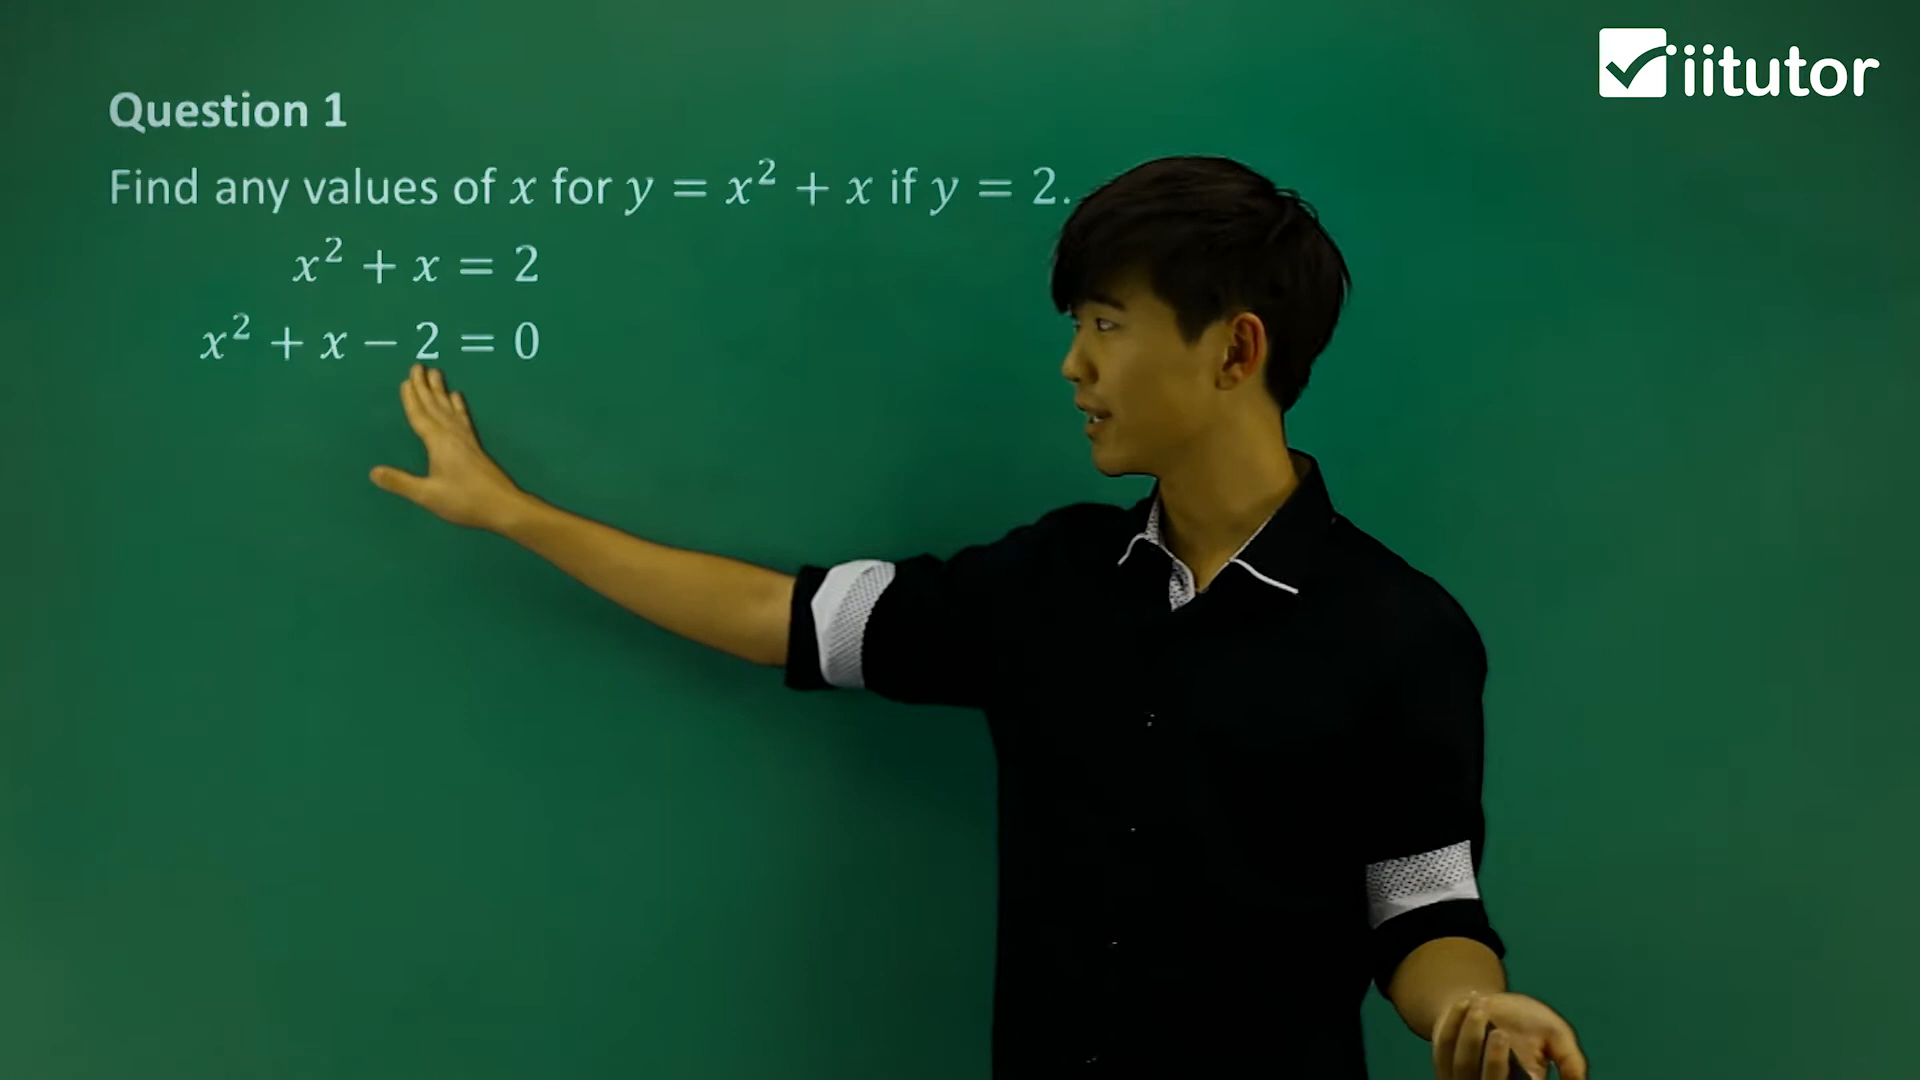 iitutor
Question 1
Find any values of x for y = x² + x if y = 2.
x² + x = 2
x² + x − 2 = 0